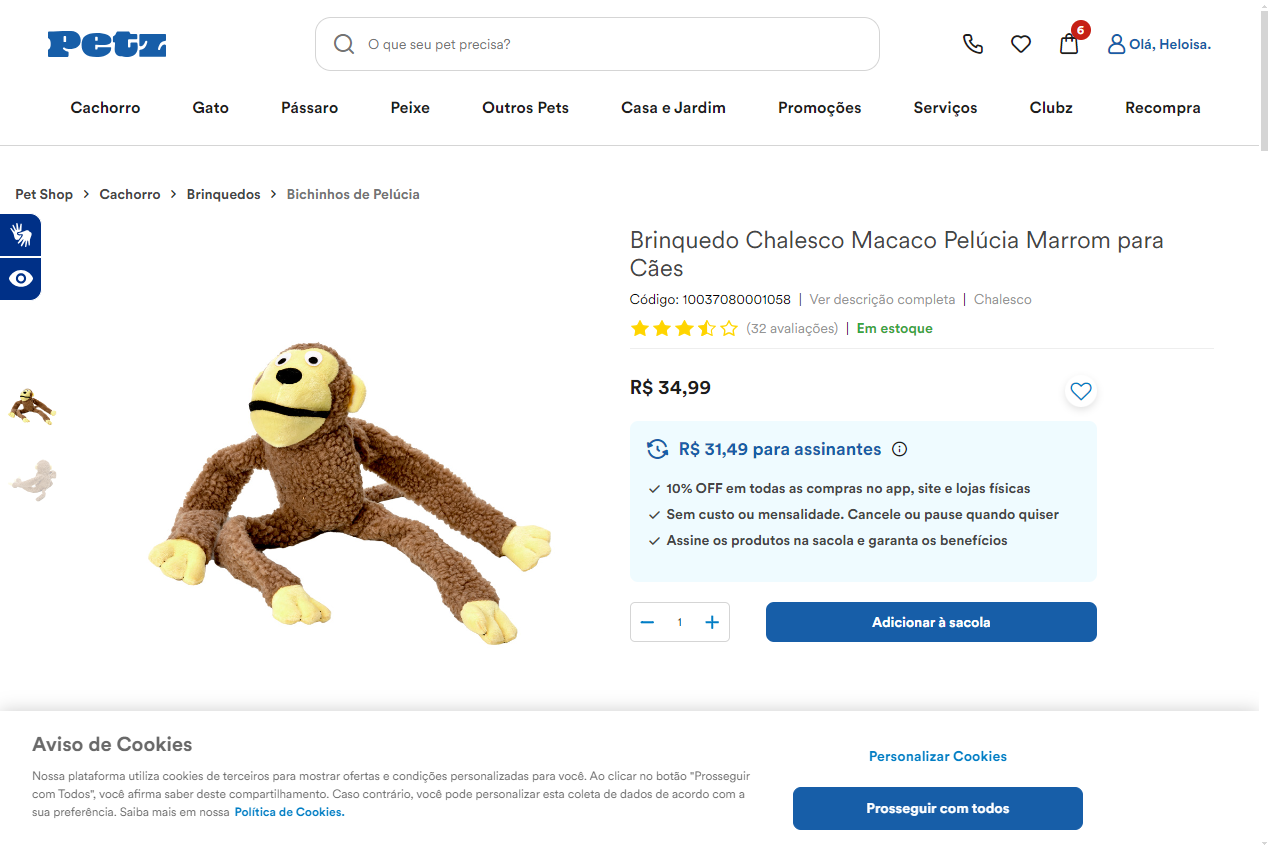 Petz
O que seu pet precisa?
6
Olá, Heloisa.
Cachorro Gato Pássaro Peixe Outros Pets Casa e Jardim Promoções Serviços Clubz Recompra
Pet Shop > Cachorro > Brinquedos > Bichinhos de Pelúcia
Brinquedo Chalesco Macaco Pelúcia Marrom para
Cães
Código: 10037080001058 | Ver descrição completa | Chalesco
(32 avaliações) | Em estoque
R$ 34,99
R$ 31,49 para assinantes
10% OFF em todas as compras no app, site e lojas físicas
Sem custo ou mensalidade. Cancele ou pause quando quiser
Assine os produtos na sacola e garanta os benefícios
1
Adicionar à sacola
Aviso de Cookies
Nossa plataforma utiliza cookies de terceiros para mostrar ofertas e condições personalizadas para você. Ao clicar no botão "Prosseguir
com Todos", você afirma saber deste compartilhamento. Caso contrário, você pode personalizar esta coleta de dados de acordo com a
sua preferência. Saiba mais em nossa Política de Cookies.
Personalizar Cookies
Prosseguir com todos